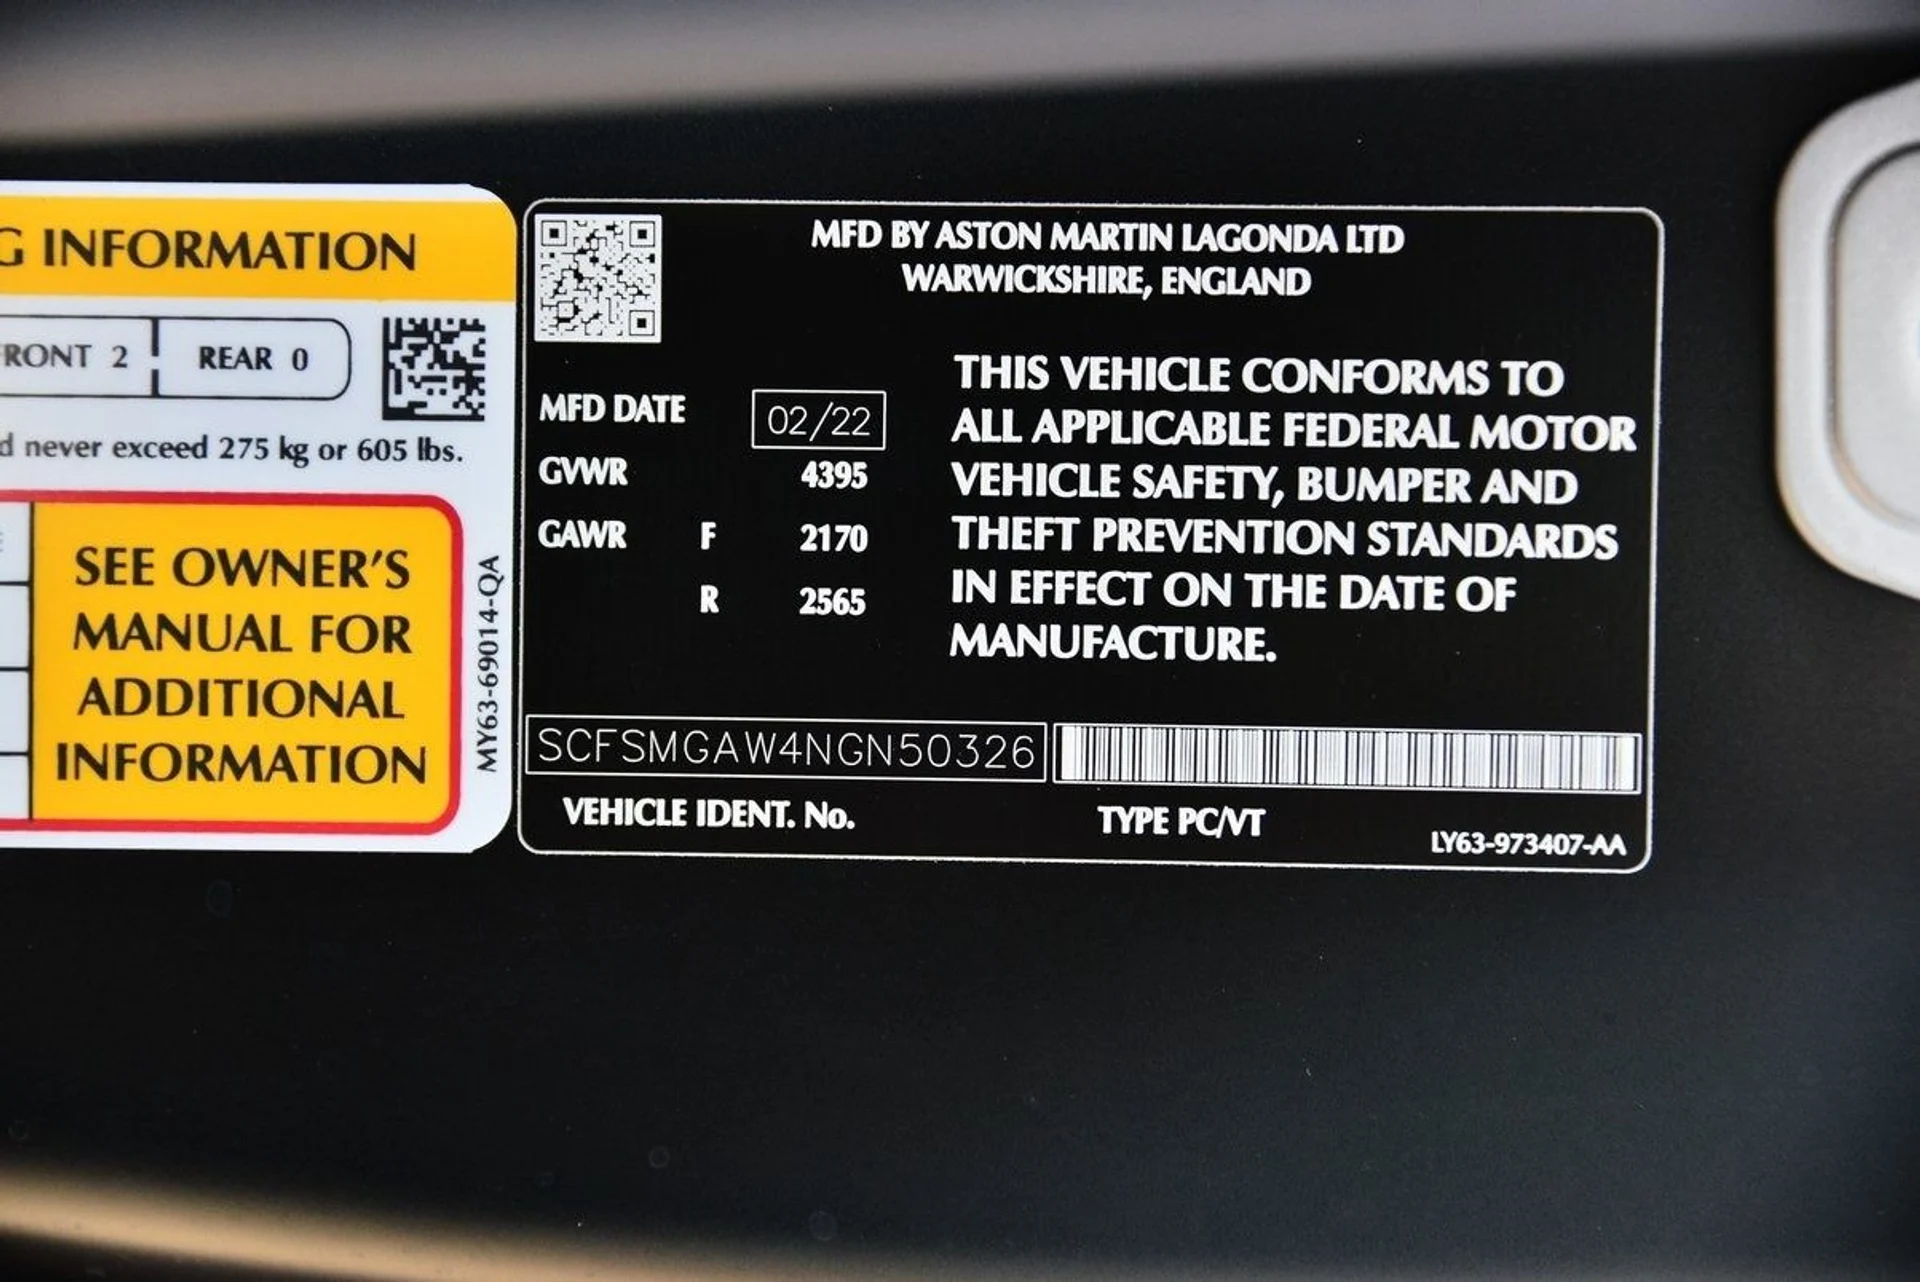 G INFORMATION
FRONT 2
REAR 0
d never exceed 275 kg or 605 lbs.
SEE OWNER'S
MANUAL FOR
ADDITIONAL
INFORMATION
MY63-69014-QA
MFD BY ASTON MARTIN LAGONDA LTD
WARWICKSHIRE, ENGLAND
MFD DATE 02/22
GVWR 4395
GAWR F 2170
R 2565
THIS VEHICLE CONFORMS TO
ALL APPLICABLE FEDERAL MOTOR
VEHICLE SAFETY, BUMPER AND
THEFT PREVENTION STANDARDS
IN EFFECT ON THE DATE OF
MANUFACTURE.
SCFSMGAW4NGN50326
VEHICLE IDENT. No.
TYPE PC/VT
LY63-973407-AA